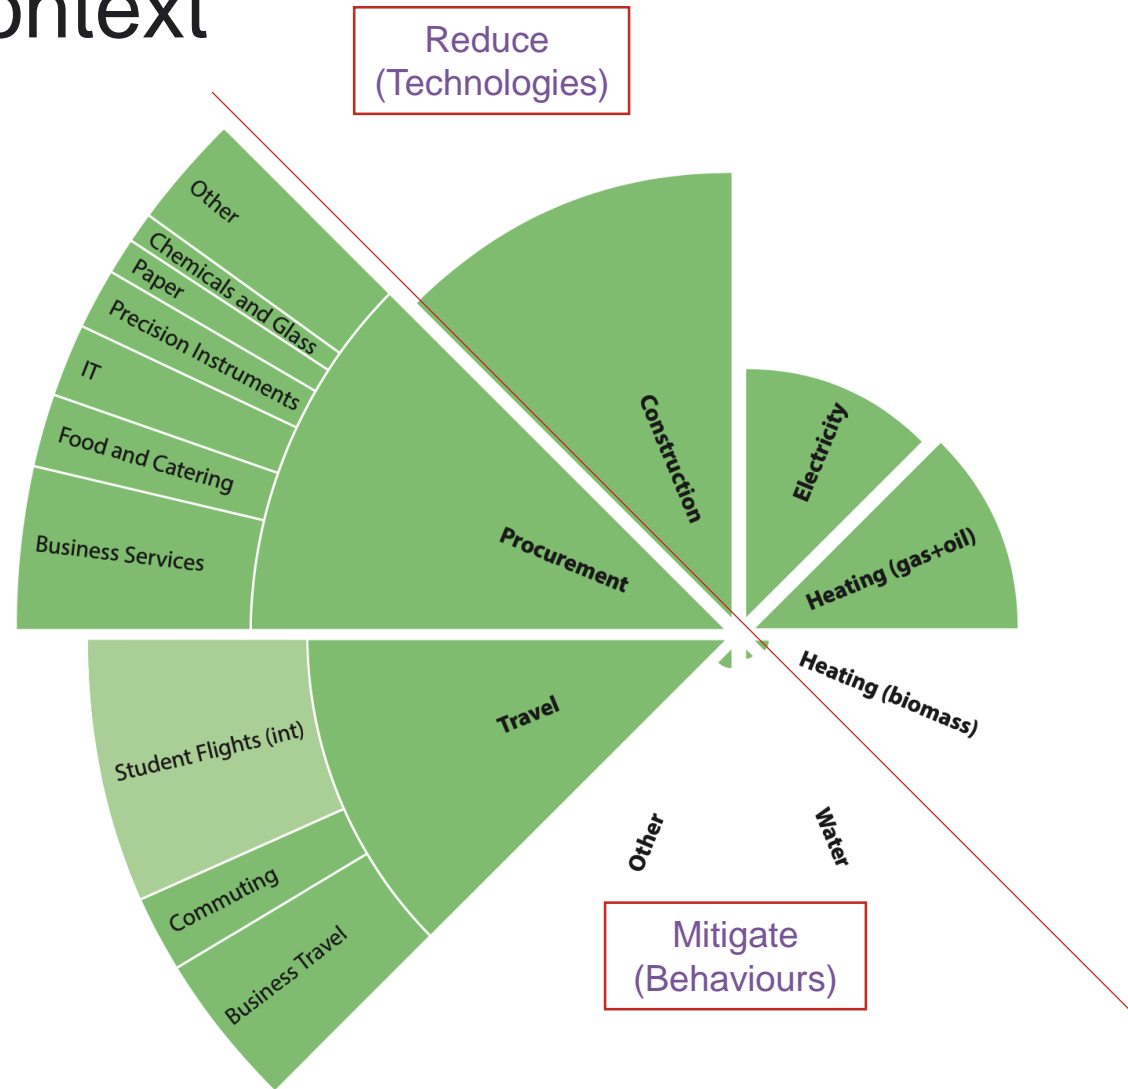 ontext
Reduce
(Technologies)
Other
Chemicals and Glass
Paper
Precision Instruments
IT
Food and Catering
Business Services
Procurement
Construction
Electricity
Heating (gas+oil)
Heating (biomass)
Water
Other
Travel
Student Flights (int)
Commuting
Business Travel
Mitigate
(Behaviours)